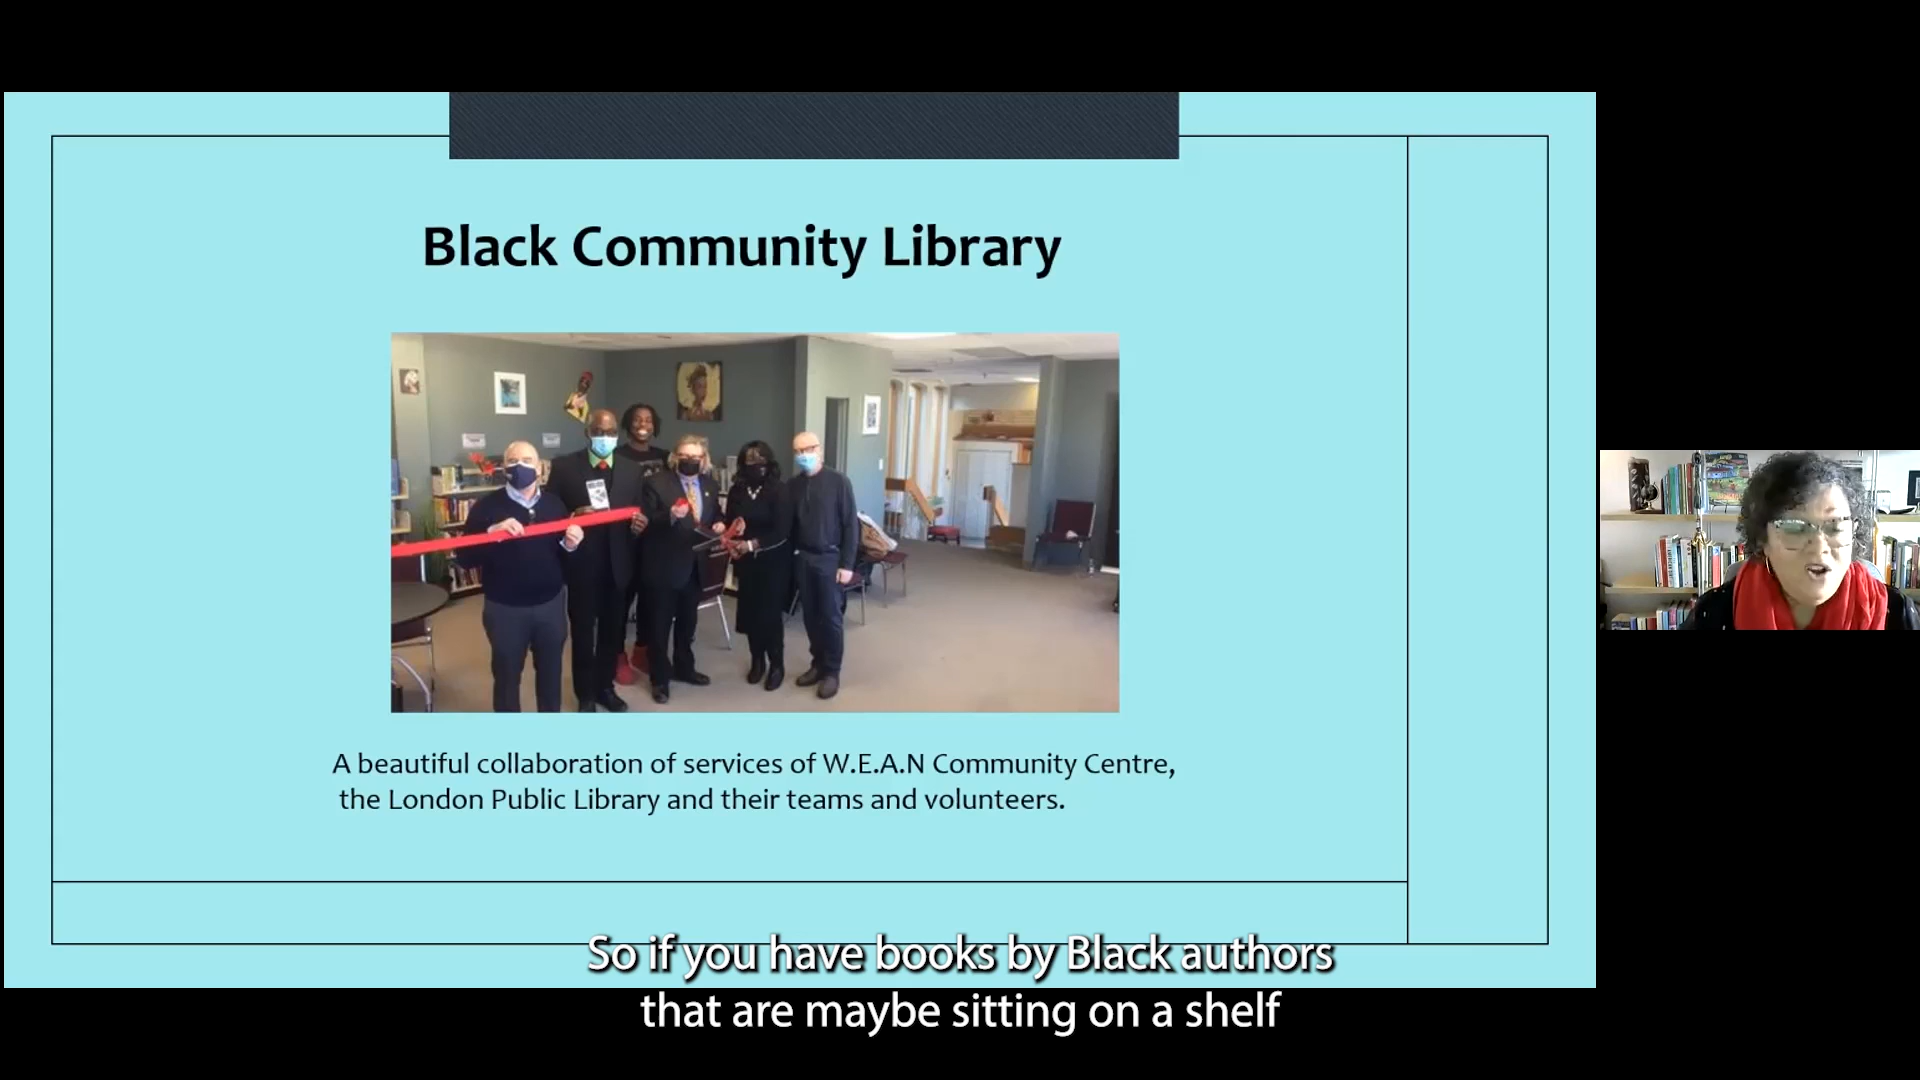 Black Community Library
A beautiful collaboration of services of W.E.A.N Community Centre,
the London Public Library and their teams and volunteers.
So if you have books by Black authors
that are maybe sitting on a shelf